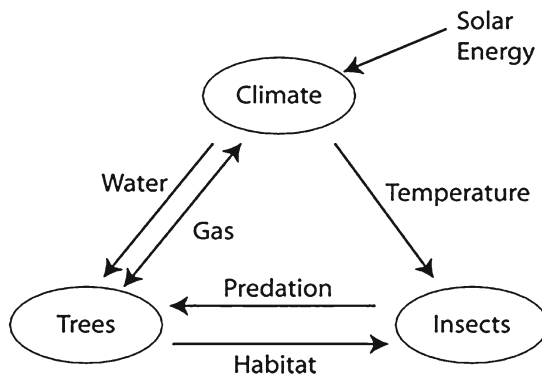 Solar
Energy
Climate
Water
Gas
Temperature
Predation
Trees
Insects
Habitat